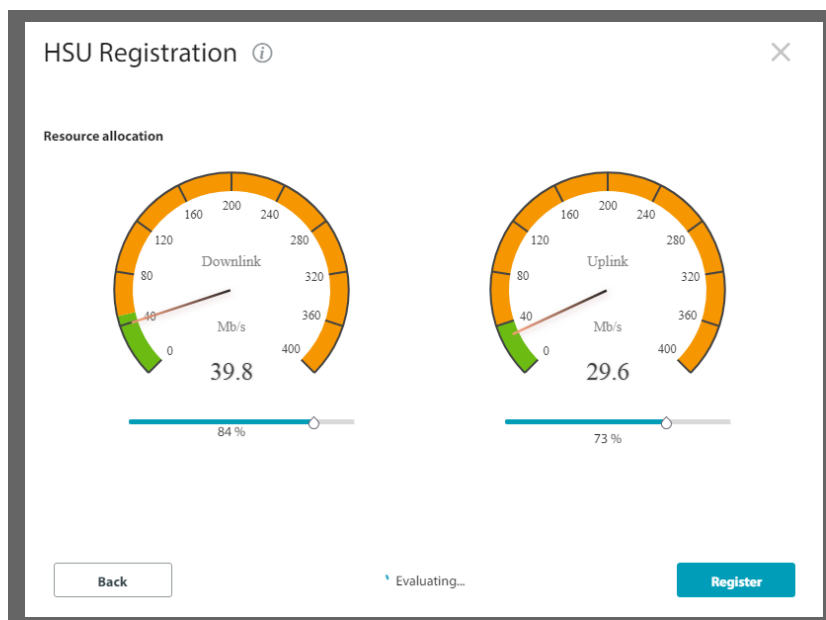 HSU Registration i
Resource allocation
0
40
80
120
160
200
240
280
320
360
400
Downlink
Mb/s
39.8
84 %
0
40
80
120
160
200
240
280
320
360
400
Uplink
Mb/s
29.6
73 %
Back
Evaluating...
Register